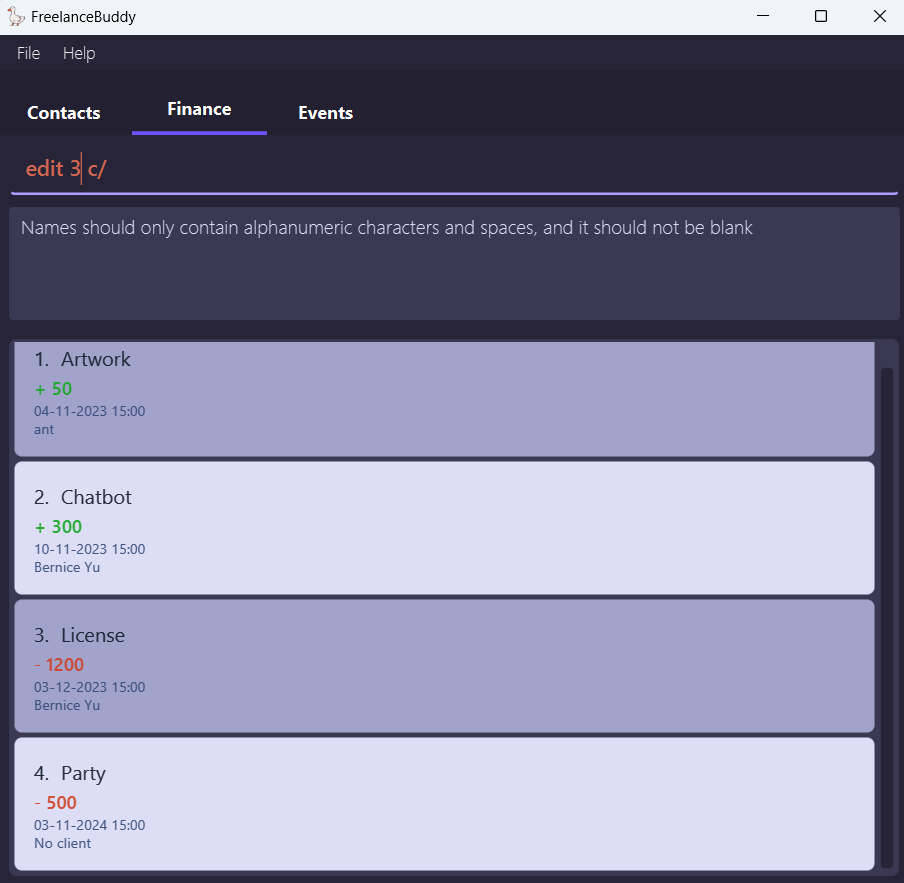 FreelanceBuddy
File Help
Contacts Finance Events
edit 3 c/
Names should only contain alphanumeric characters and spaces, and it should not be blank
1. Artwork
+ 50
04-11-2023 15:00
ant
2. Chatbot
+ 300
10-11-2023 15:00
Bernice Yu
3. License
- 1200
03-12-2023 15:00
Bernice Yu
4. Party
- 500
03-11-2024 15:00
No client